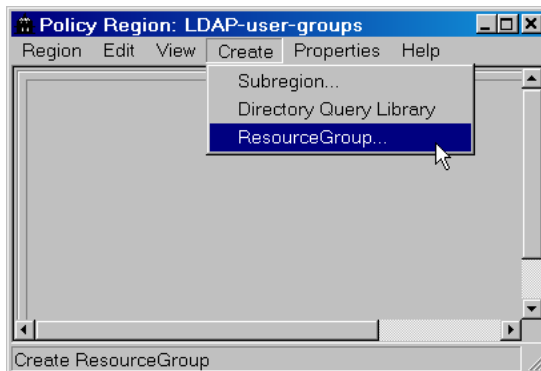 Policy Region: LDAP-user-groups
Region Edit View Create Properties Help
Subregion...
Directory Query Library
ResourceGroup...
Create ResourceGroup